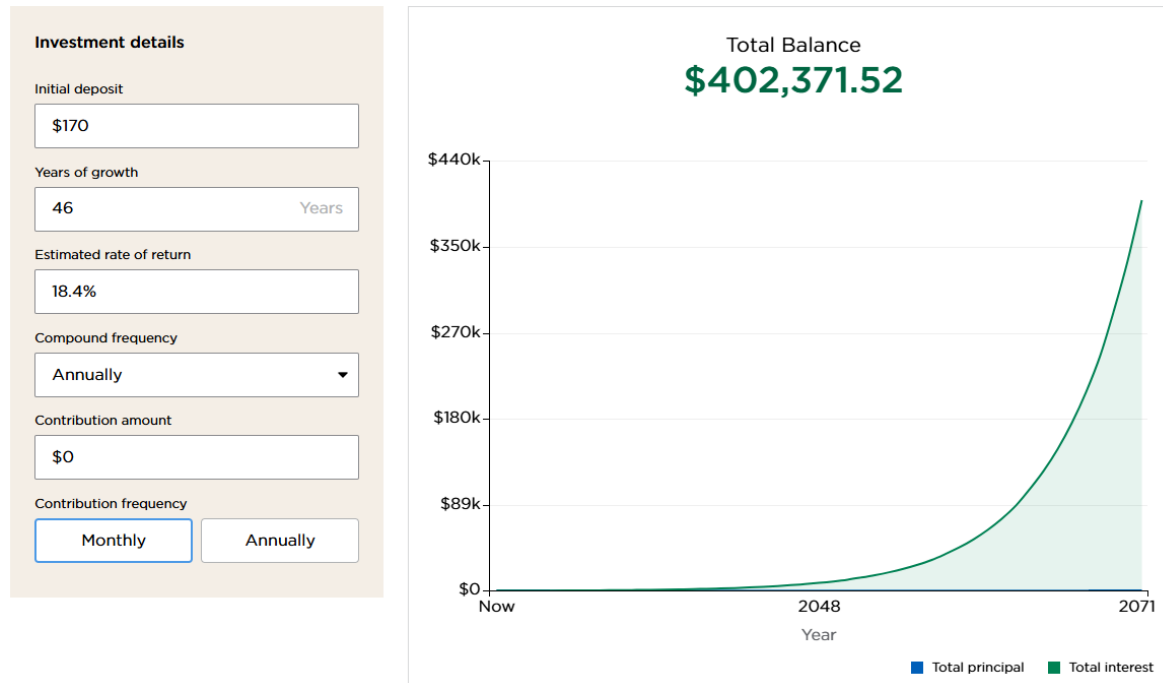 Investment details
Initial deposit
$170
Years of growth
46 Years
Estimated rate of return
18.4%
Compound frequency
Annually
Contribution amount
$0
Contribution frequency
Monthly Annually
Total Balance
$402,371.52
$440k
$350k
$270k
$180k
$89k
$0
Now 2048 2071
Year
Total principal Total interest